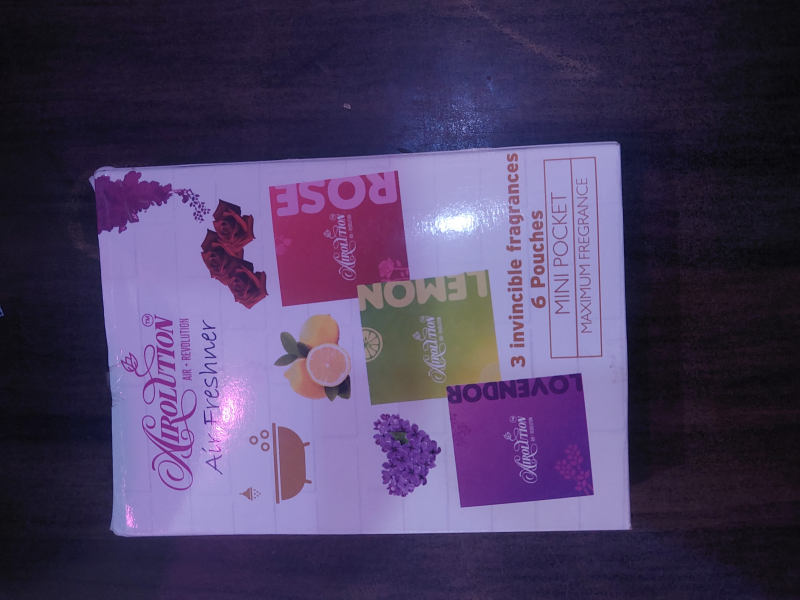 AIROLUTION™
AIR + REVOLUTION
Air Freshner
ROSE
AIROLUTION
LEMON
AIROLUTION
LOVENDOR
AIROLUTION
3 invincible fragrances
6 Pouches
MINI POCKET
MAXIMUM FREGRANCE